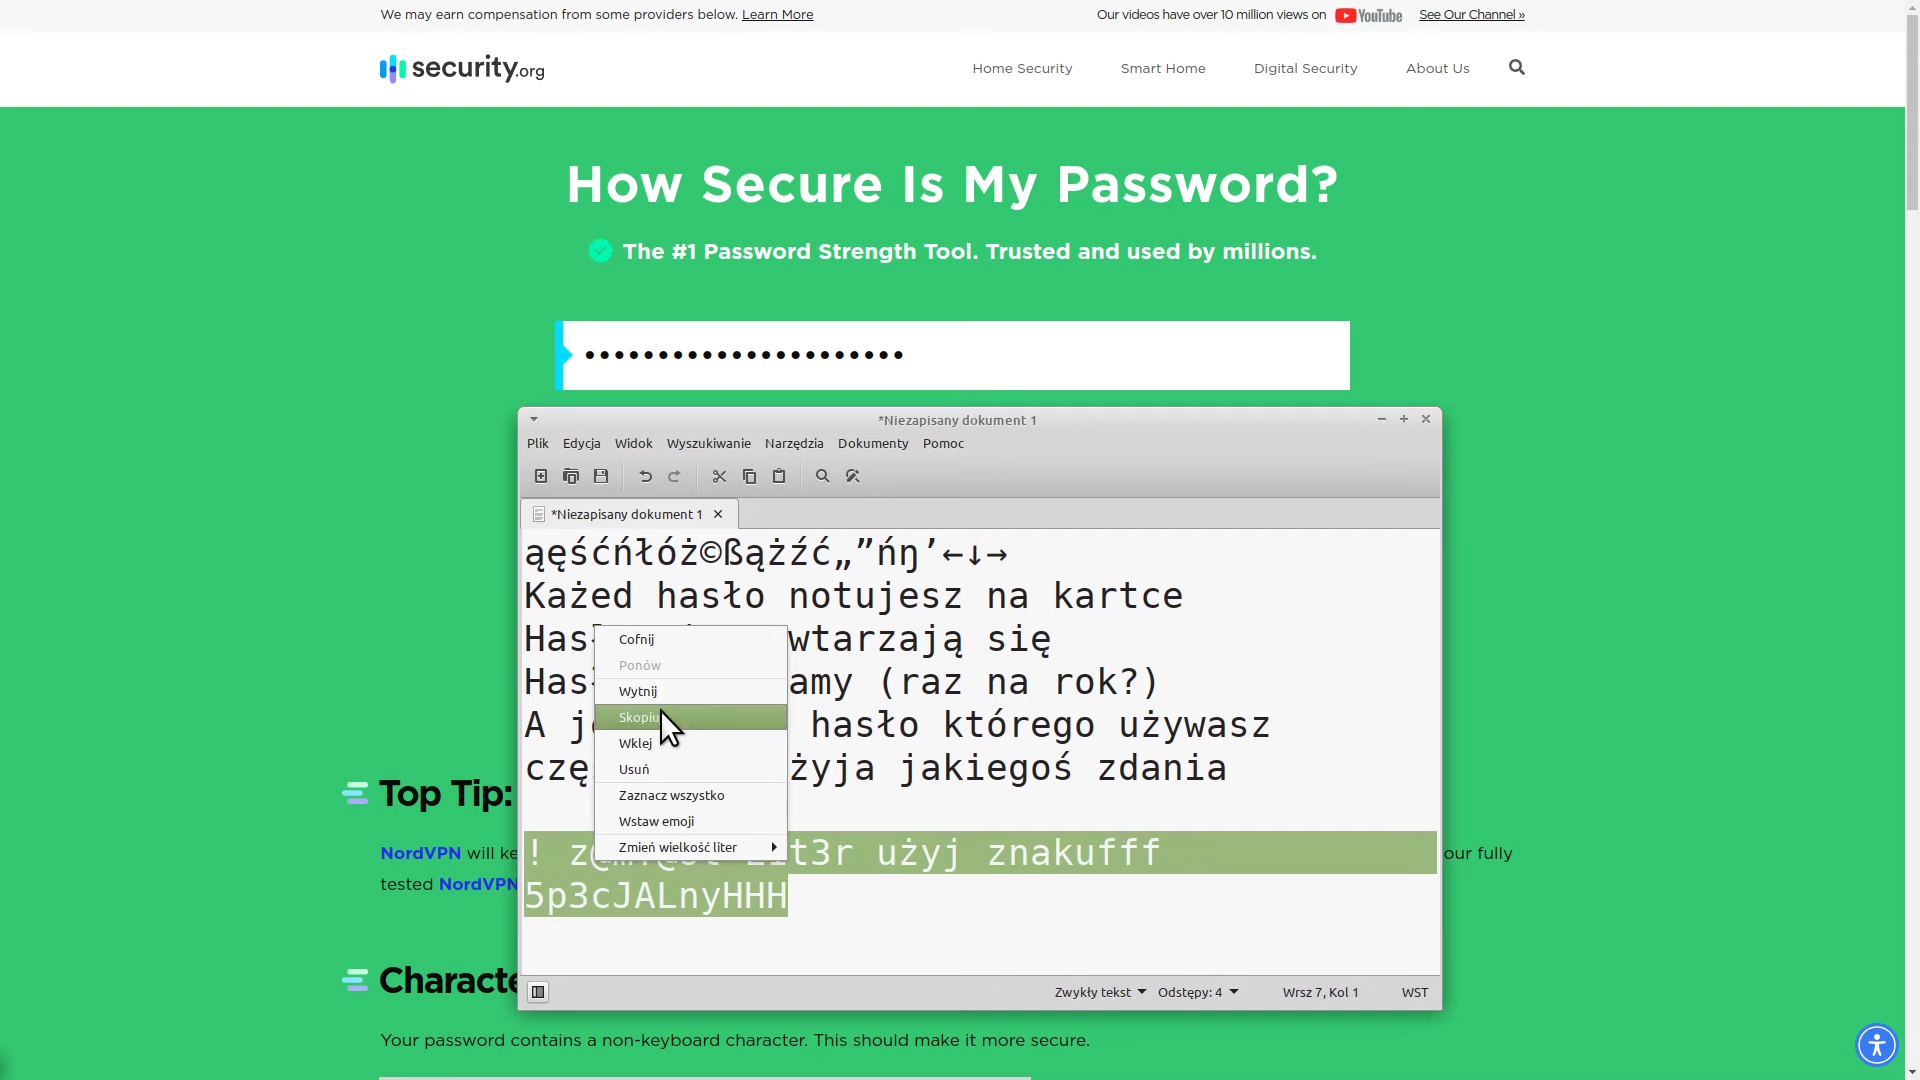 We may earn compensation from some providers below. Learn More
Our videos have over 10 million views on YouTube See Our Channel »
security.org
Home Security Smart Home Digital Security About Us
How Secure Is My Password?
The #1 Password Strength Tool. Trusted and used by millions.
••••••••••••••••••••••
*Niezapisany dokument 1
Plik Edycja Widok Wyszukiwanie Narzędzia Dokumenty Pomoc
*Niezapisany dokument 1
ąęśćńłóż©ßążźć„”ńŋ’←↓→
Każed hasło notujesz na kartce
się
(raz na rok?)
A hasło którego używasz
jakiegoś zdania
! użyj znakufff
5p3cJALnyHHH
Cofnij
Ponów
Wytnij
Wklej
Usuń
Zaznacz wszystko
Wstaw emoji
Zmień wielkość liter
Zwykły tekst Odstępy: 4 Wrsz 7, Kol 1 WST
Top Tip:
NordVPN will our fully
tested NordVPN
Your password contains a non-keyboard character. This should make it more secure.